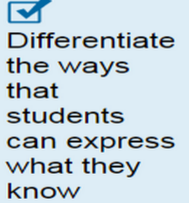 Differentiate
the ways
that
students
can express
what they
know